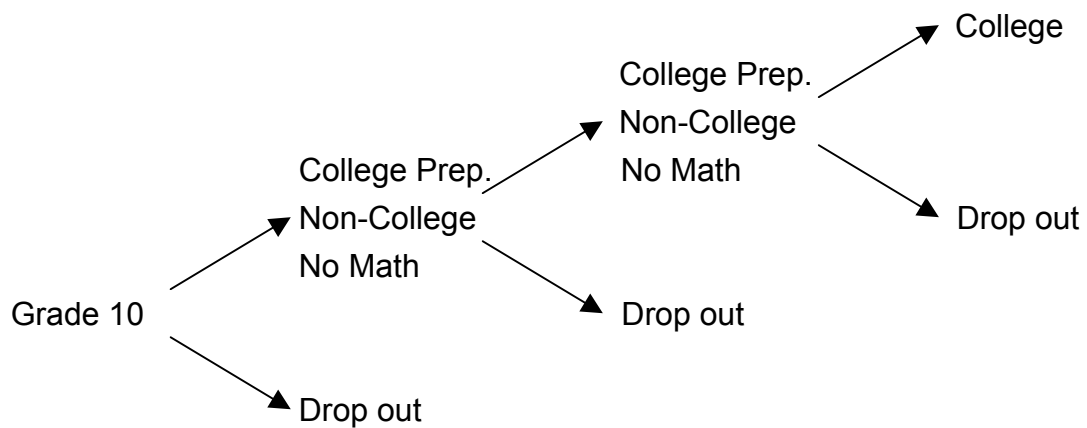 College
College Prep.
Non-College
No Math
Drop out
College Prep.
Non-College
No Math
Drop out
Grade 10
Drop out